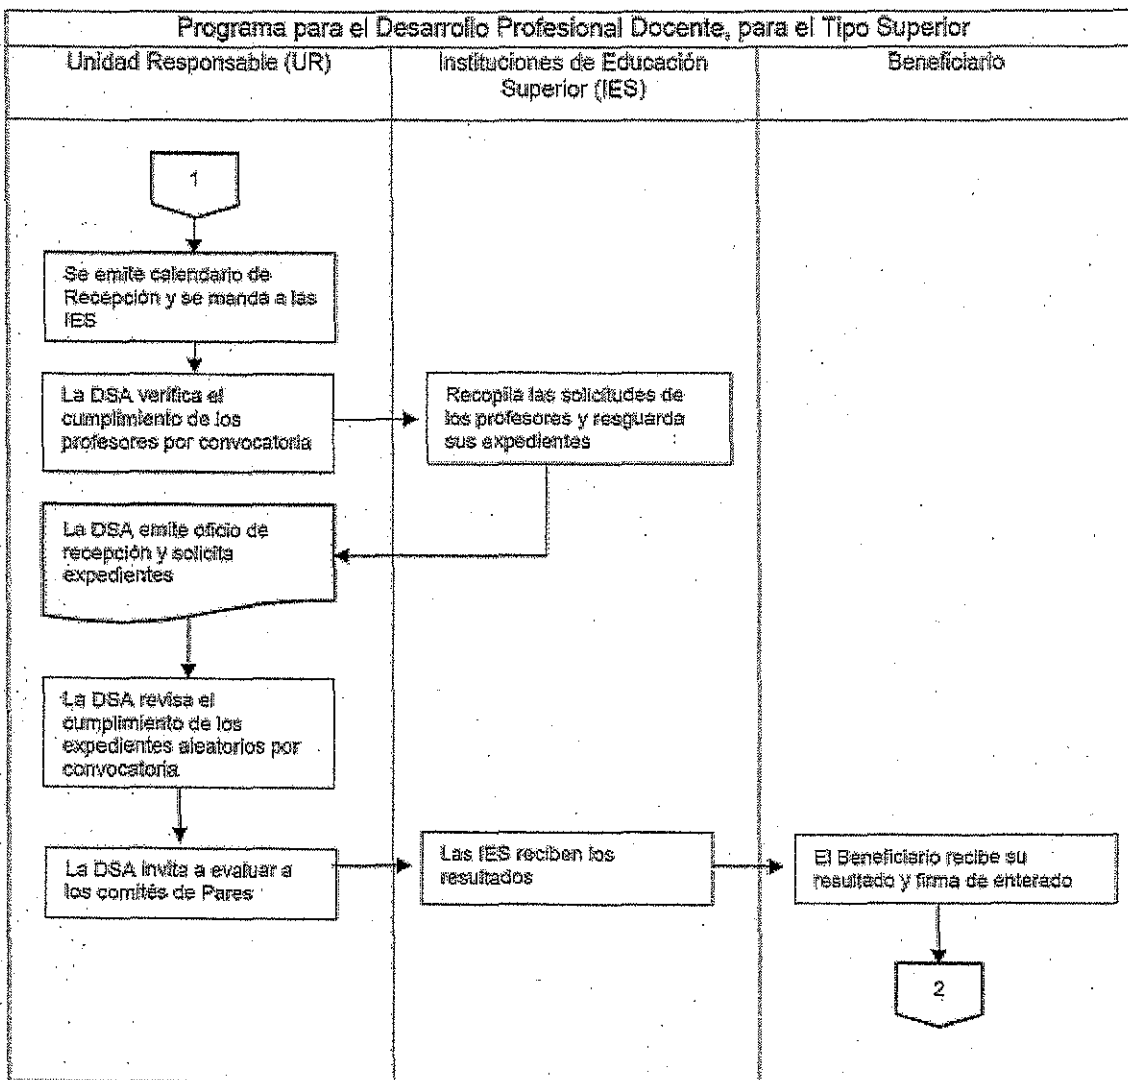 Programa para el Desarrollo Profesional Docente, para el Tipo Superior
Unidad Responsable (UR)
Instituciones de Educación
Superior (IES)
Beneficiario
1
Se emite calendario de
Recepción y se manda a las
IES
La DSA verifica el
cumplimiento de los
profesores por convocatoria
Recopila las solicitudes de
los profesores y resguarda
sus expedientes
La DSA emite oficio de
recepción y solicita
expedientes
La DSA revisa el
cumplimiento de los
expedientes aleatorios por
convocatoria
La DSA invita a evaluar a
los comités de Pares
Las IES reciben los
resultados
El Beneficiario recibe su
resultado y firma de enterado
2